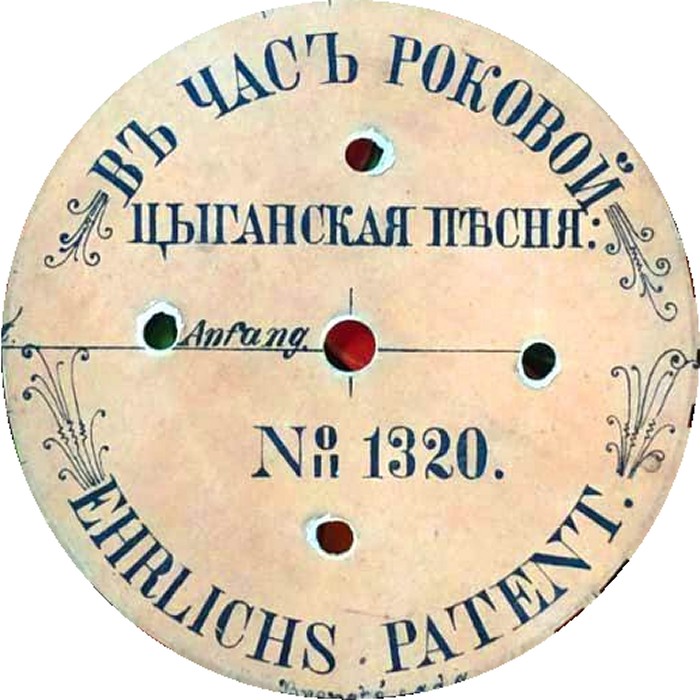 ВЪ ЧАСЪ РОКОВОЙ
ЦЫГАНСКАЯ ПѢСНЯ:
Anfang.
№ 1320.
EHRLICHS PATENT.